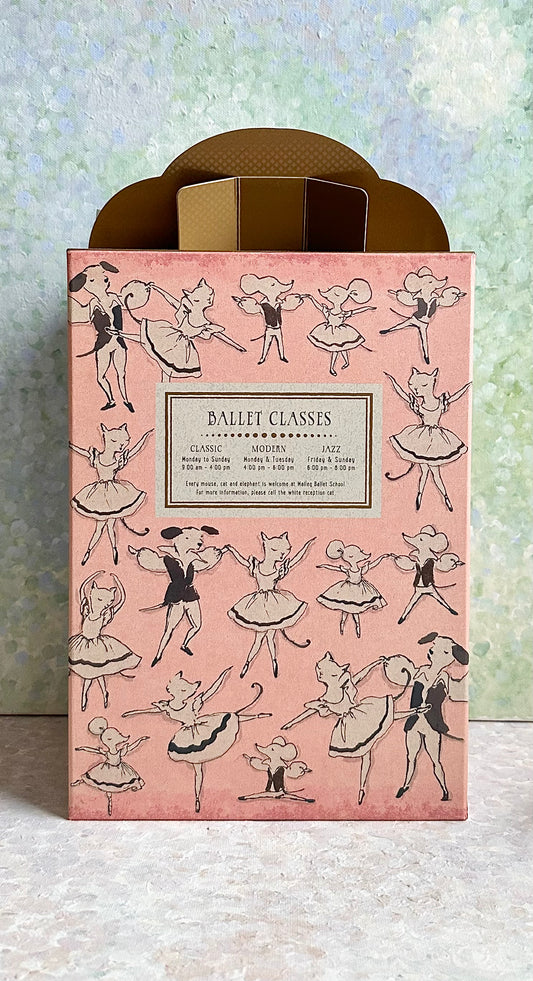 BALLET CLASSES
CLASSIC MODERN JAZZ
Monday to Sunday Monday & Tuesday Friday & Sunday
9:00 am - 4:00 pm 4:00 pm - 6:00 pm 6:00 pm - 8:00 pm
Every mouse, cat and elephant is welcome at Maileg Ballet School
For more information, please call the white reception cat